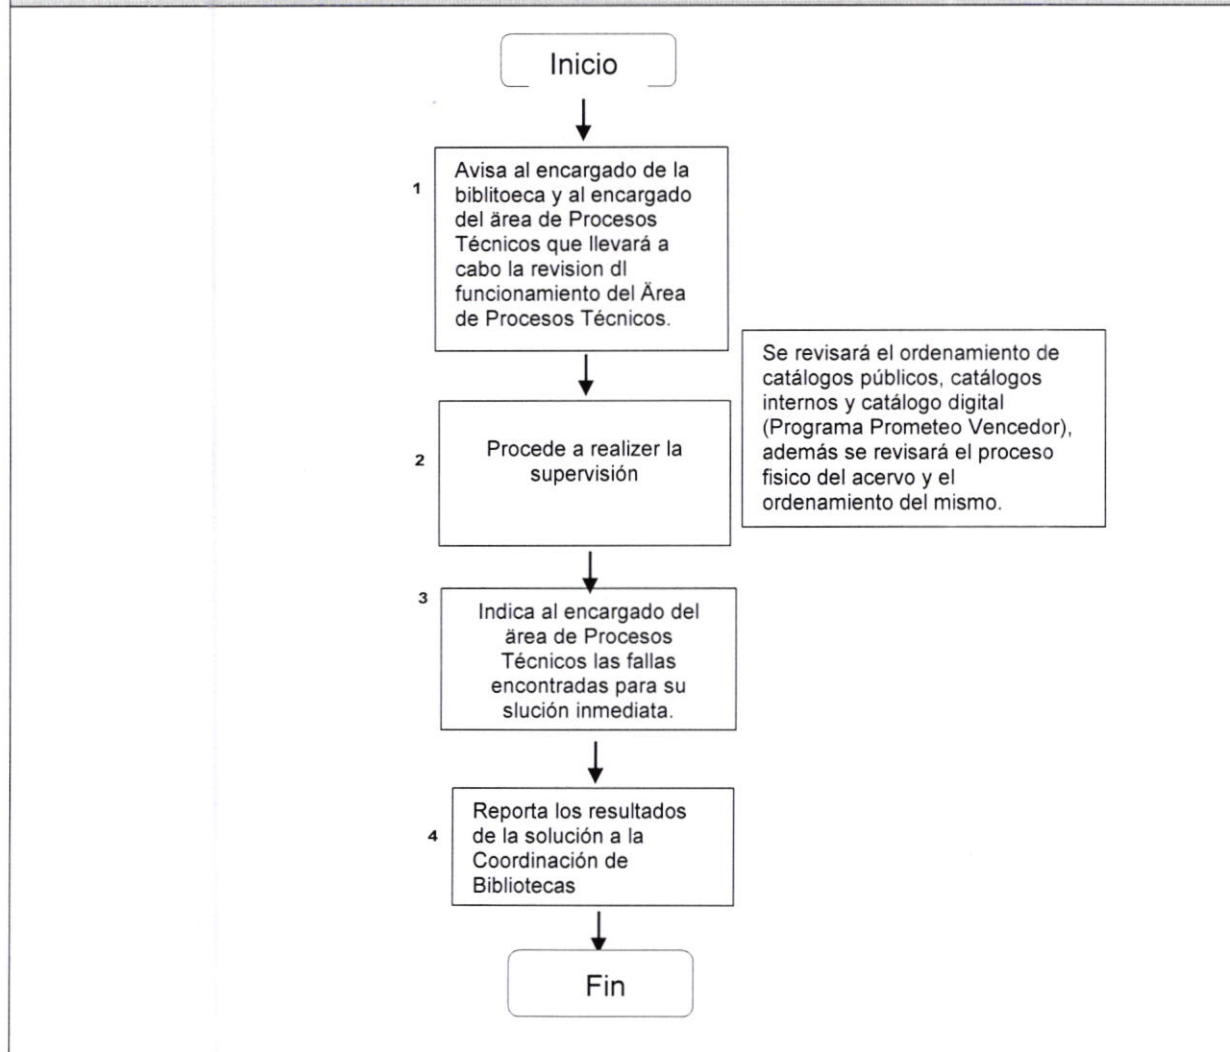 Inicio
1
Avisa al encargado de la
biblitoeca y al encargado
del ärea de Procesos
Técnicos que llevará a
cabo la revision dl
funcionamiento del Ärea
de Procesos Técnicos.
2
Procede a realizer la
supervisión
Se revisará el ordenamiento de
catálogos públicos, catálogos
internos y catálogo digital
(Programa Prometeo Vencedor),
además se revisará el proceso
fisico del acervo y el
ordenamiento del mismo.
3
Indica al encargado del
ärea de Procesos
Técnicos las fallas
encontradas para su
slución inmediata.
4
Reporta los resultados
de la solución a la
Coordinación de
Bibliotecas
Fin